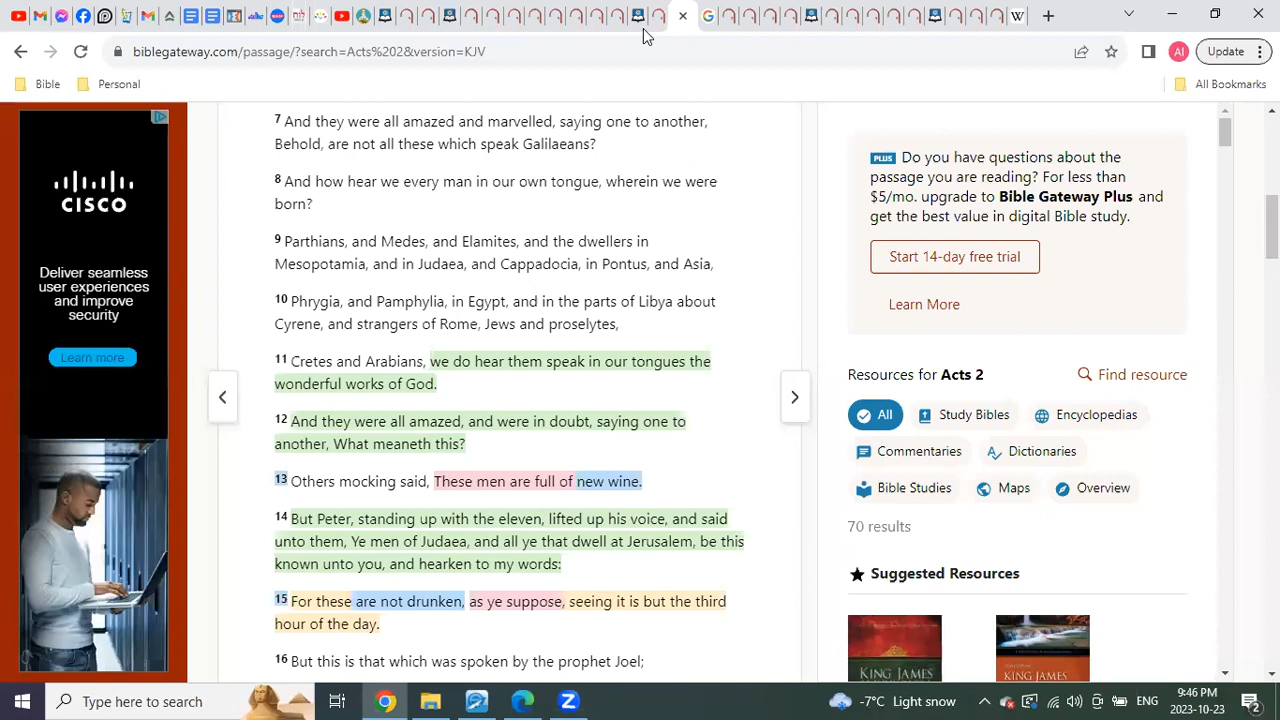 biblegateway.com/passage/?search=Acts%202&version=KJV
AI
Update
Bible
Personal
All Bookmarks
CISCO
Deliver seamless
user experiences
and improve
security
Learn more
7 And they were all amazed and marvelled, saying one to another,
Behold, are not all these which speak Galilaeans?
8 And how hear we every man in our own tongue, wherein we were
born?
9 Parthians, and Medes, and Elamites, and the dwellers in
Mesopotamia, and in Judaea, and Cappadocia, in Pontus, and Asia,
10 Phrygia, and Pamphylia, in Egypt, and in the parts of Libya about
Cyrene, and strangers of Rome, Jews and proselytes,
11 Cretes and Arabians, we do hear them speak in our tongues the
wonderful works of God.
12 And they were all amazed, and were in doubt, saying one to
another, What meaneth this?
13 Others mocking said, These men are full of new wine.
14 But Peter, standing up with the eleven, lifted up his voice, and said
unto them, Ye men of Judaea, and all ye that dwell at Jerusalem, be this
known unto you, and hearken to my words:
15 For these are not drunken, as ye suppose, seeing it is but the third
hour of the day.
16 But this is that which was spoken by the prophet Joel;
PLUS Do you have questions about the
passage you are reading? For less than
$5/mo. upgrade to Bible Gateway Plus and
get the best value in digital Bible study.
Start 14-day free trial
Learn More
Resources for Acts 2
Find resource
All
Study Bibles
Encyclopedias
Commentaries
Dictionaries
Bible Studies
Maps
Overview
70 results
Suggested Resources
KING JAMES
KING JAMES
Type here to search
-7°C Light snow
ENG
9:46 PM
2023-10-23
2